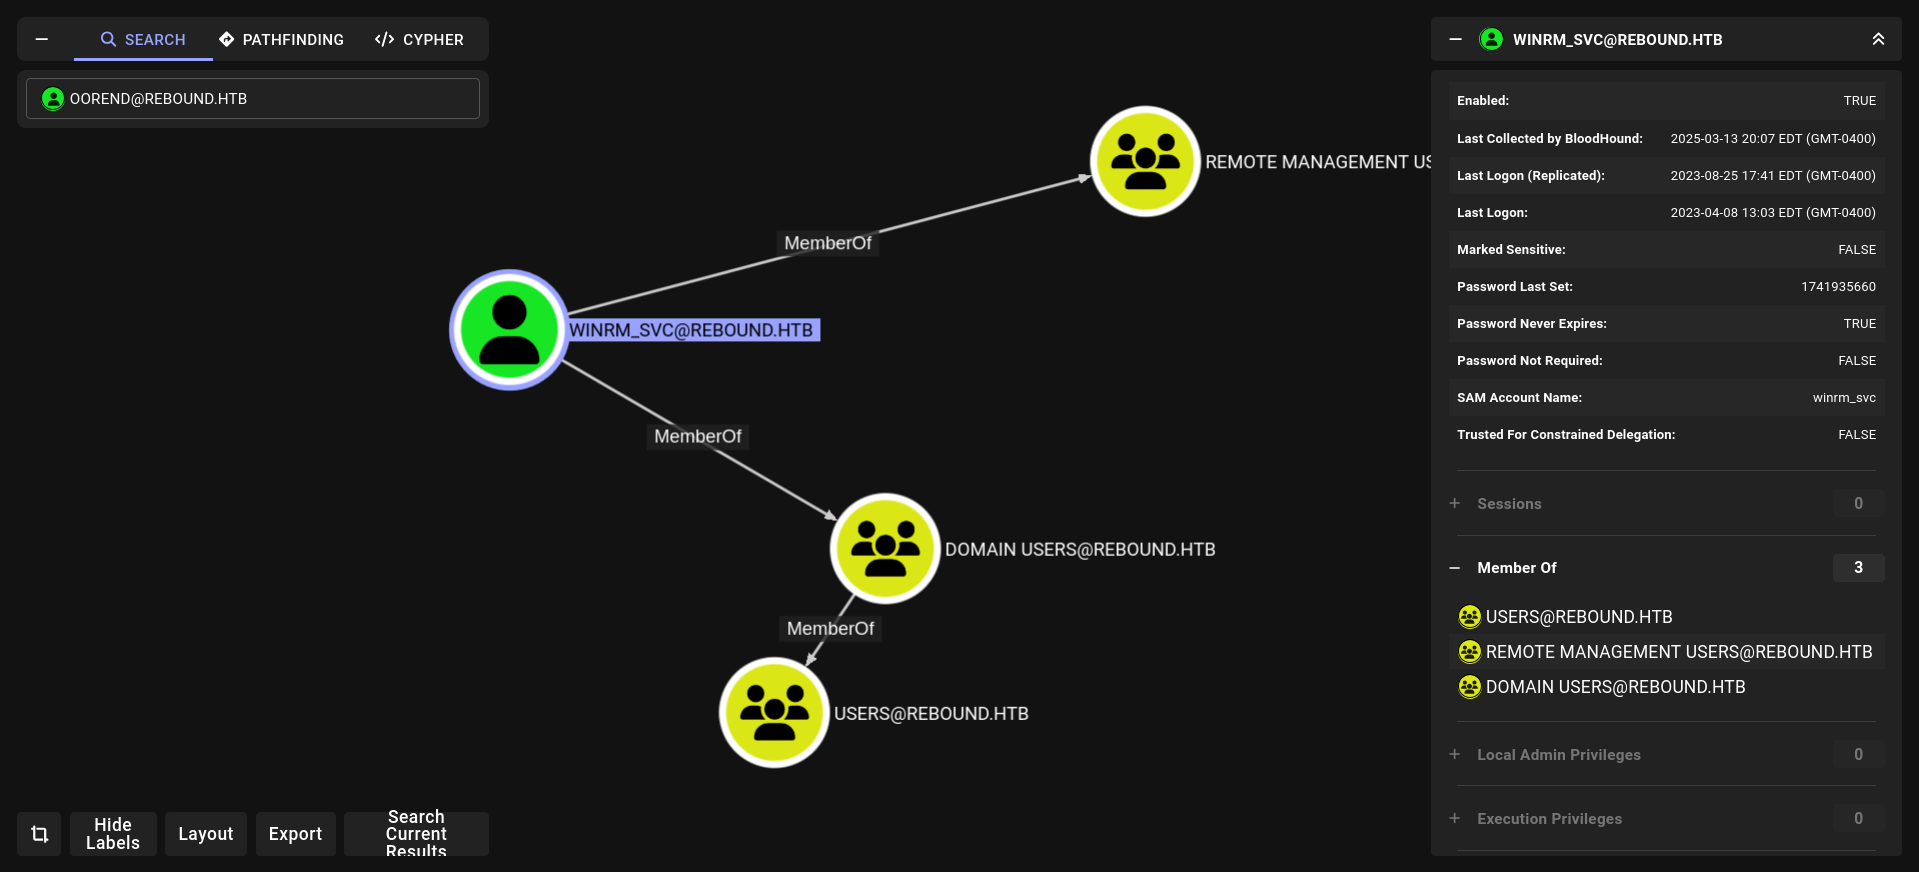 SEARCH
PATHFINDING
CYPHER
OOREND@REBOUND.HTB
REMOTE MANAGEMENT US
MemberOf
WINRM_SVC@REBOUND.HTB
MemberOf
DOMAIN USERS@REBOUND.HTB
MemberOf
USERS@REBOUND.HTB
Hide
Labels
Layout
Export
Search
Current
Results
WINRM_SVC@REBOUND.HTB
Enabled: TRUE
Last Collected by BloodHound: 2025-03-13 20:07 EDT (GMT-0400)
Last Logon (Replicated): 2023-08-25 17:41 EDT (GMT-0400)
Last Logon: 2023-04-08 13:03 EDT (GMT-0400)
Marked Sensitive: FALSE
Password Last Set: 1741935660
Password Never Expires: TRUE
Password Not Required: FALSE
SAM Account Name: winrm_svc
Trusted For Constrained Delegation: FALSE
Sessions 0
Member Of 3
USERS@REBOUND.HTB
REMOTE MANAGEMENT USERS@REBOUND.HTB
DOMAIN USERS@REBOUND.HTB
Local Admin Privileges 0
Execution Privileges 0